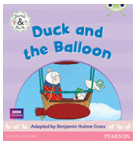 Duck and
the Balloon
Adapted by Benjamin Hulme-Cross
PEARSON